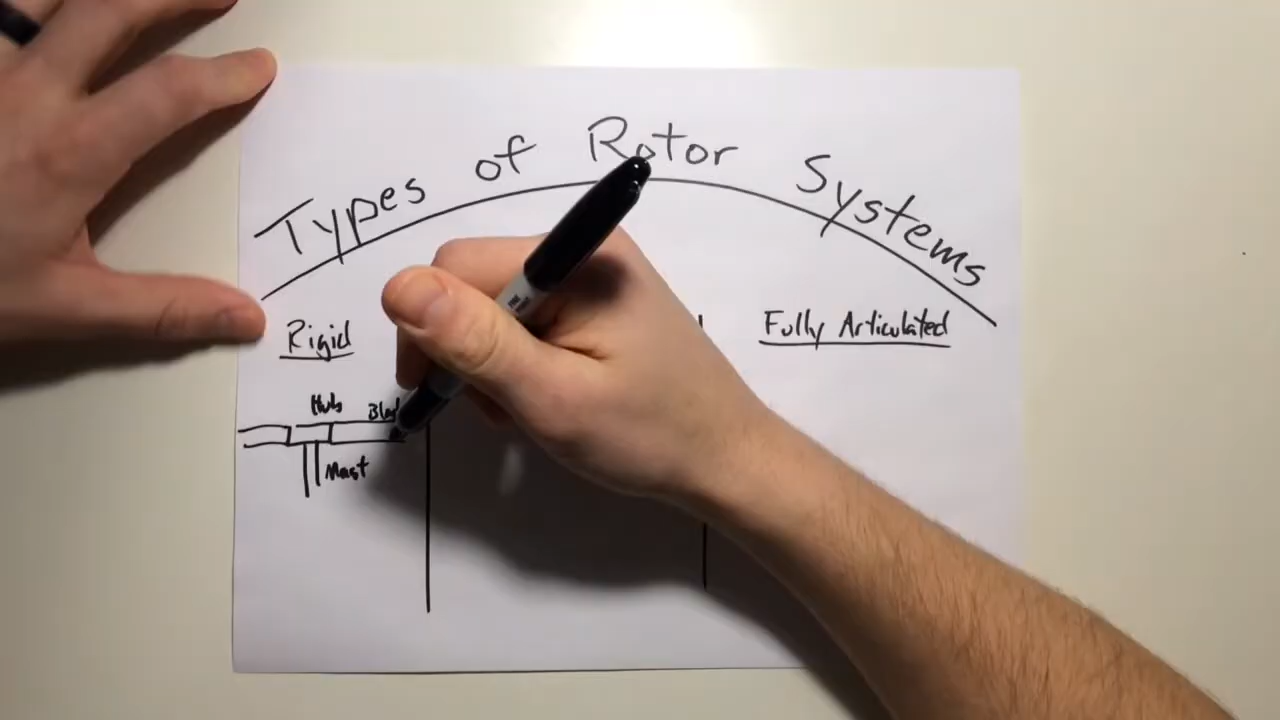 Types of Rotor Systems
Rigid
Fully Articulated
Hub
Mast